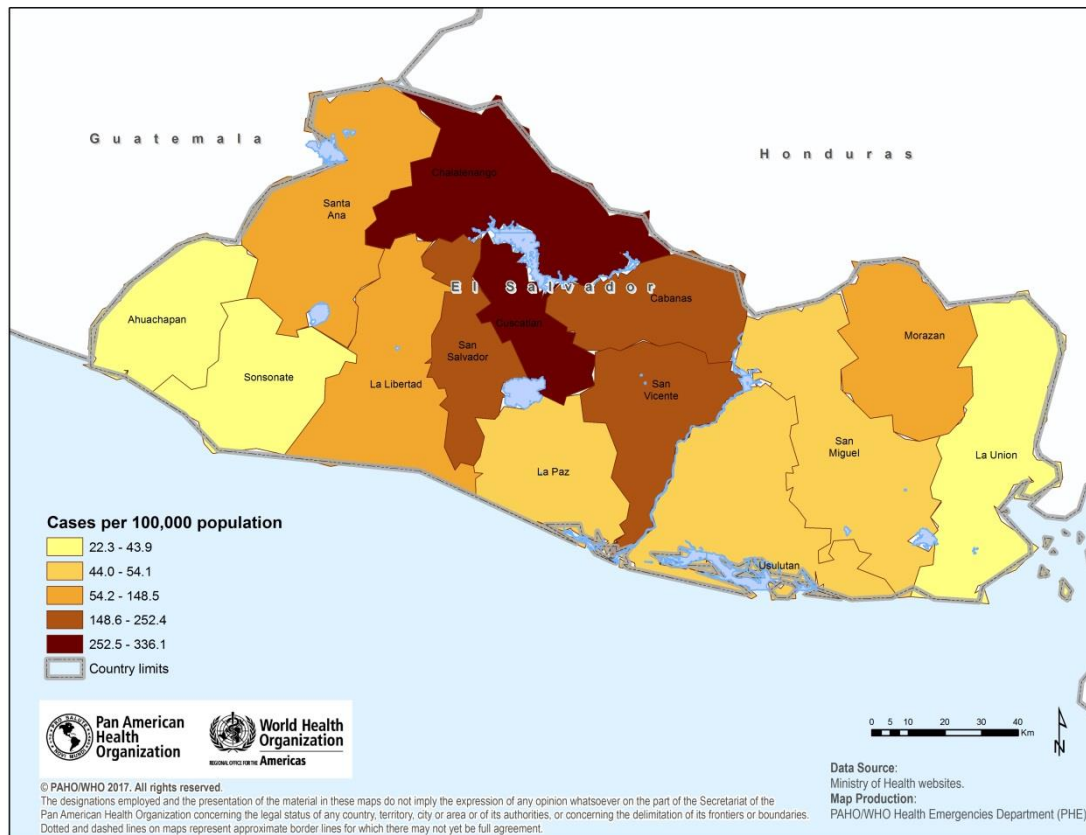 Guatemala
Honduras
Chalatenango
Santa
Ana
El Salvador
Cabanas
Ahuachapan
Cuscatlan
Morazan
San
Salvador
Sonsonate
La Libertad
San
Vicente
San
Miguel
La Union
La Paz
Usulutan
Cases per 100,000 population
22.3 - 43.9
44.0 - 54.1
54.2 - 148.5
148.6 - 252.4
252.5 - 336.1
Country limits
Pan American
Health
Organization
PRO SALUTE
NOVI MUNDI
World Health
Organization
REGIONAL OFFICE FOR THE Americas
0 5 10 20 30 40
Km
N
© PAHO/WHO 2017. All rights reserved.
The designations employed and the presentation of the material in these maps do not imply the expression of any opinion whatsoever on the part of the Secretariat of the
Pan American Health Organization concerning the legal status of any country, territory, city or area or of its authorities, or concerning the delimitation of its frontiers or boundaries.
Dotted and dashed lines on maps represent approximate border lines for which there may not yet be full agreement.
Data Source:
Ministry of Health websites.
Map Production:
PAHO/WHO Health Emergencies Department (PHE)